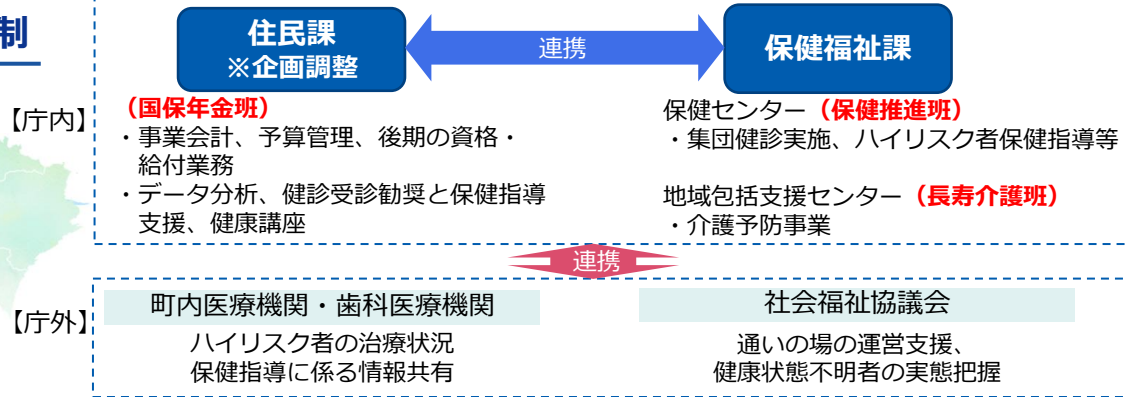 制
住民課
※企画調整
連携
保健福祉課
【庁内】
（国保年金班）
・事業会計、予算管理、後期の資格・
給付業務
・データ分析、健診受診勧奨と保健指導
支援、健康講座
保健センター（保健推進班）
・集団健診実施、ハイリスク者保健指導等
地域包括支援センター（長寿介護班）
・介護予防事業
連携
【庁外】
町内医療機関・歯科医療機関
ハイリスク者の治療状況
保健指導に係る情報共有
社会福祉協議会
通いの場の運営支援、
健康状態不明者の実態把握